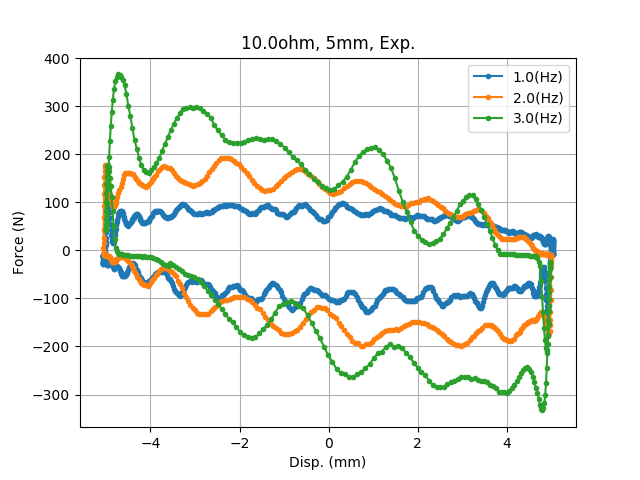 10.0ohm, 5mm, Exp.
1.0(Hz)
2.0(Hz)
3.0(Hz)
Force (N)
400
300
200
100
0
−100
−200
−300
−4
−2
0
2
4
Disp. (mm)